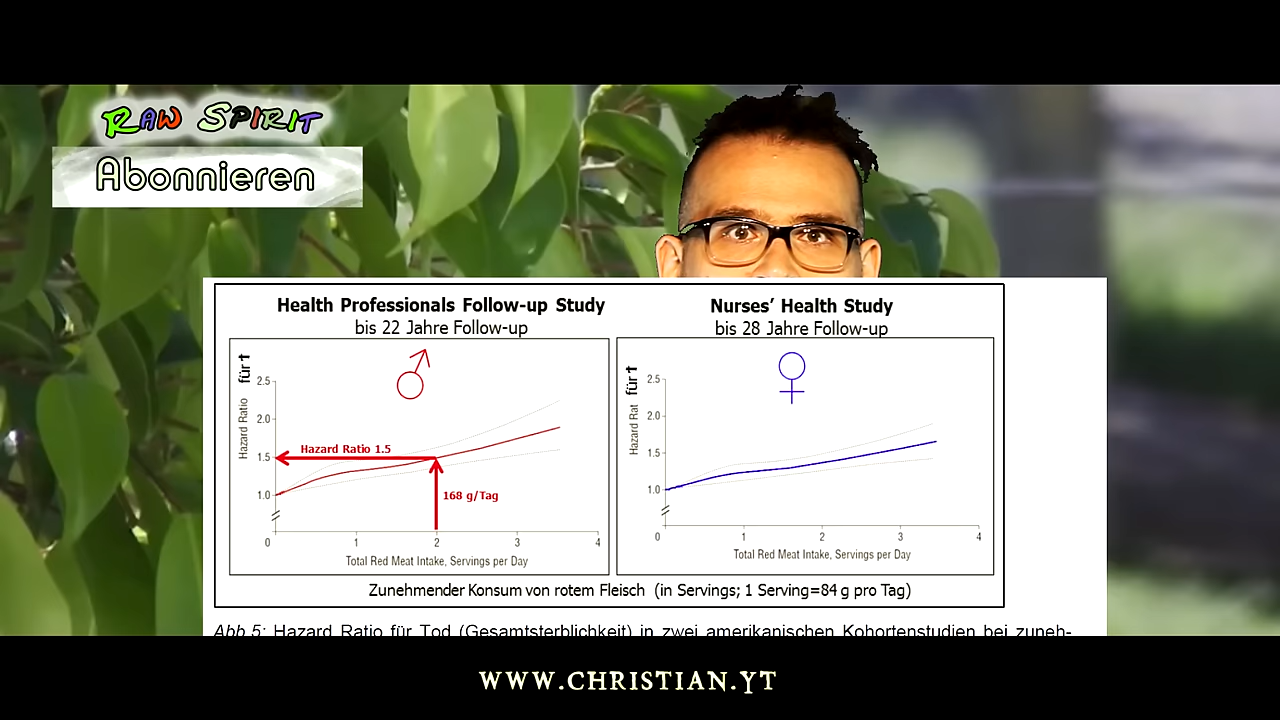 Raw Spirit
Abonnieren
Health Professionals Follow-up Study
bis 22 Jahre Follow-up
Hazard Ratio für †
2.5
2.0
1.5
1.0
Hazard Ratio 1.5
168 g/Tag
0 1 2 3 4
Total Red Meat Intake, Servings per Day
Nurses' Health Study
bis 28 Jahre Follow-up
Hazard Rat für †
2.5
2.0
1.5
1.0
0 1 2 3 4
Total Red Meat Intake, Servings per Day
Zunehmender Konsum von rotem Fleisch (in Servings; 1 Serving=84 g pro Tag)
Abb 5: Hazard Ratio für Tod (Gesamtsterblichkeit) in zwei amerikanischen Kohortenstudien bei zuneh-
WWW.CHRISTIAN.YT